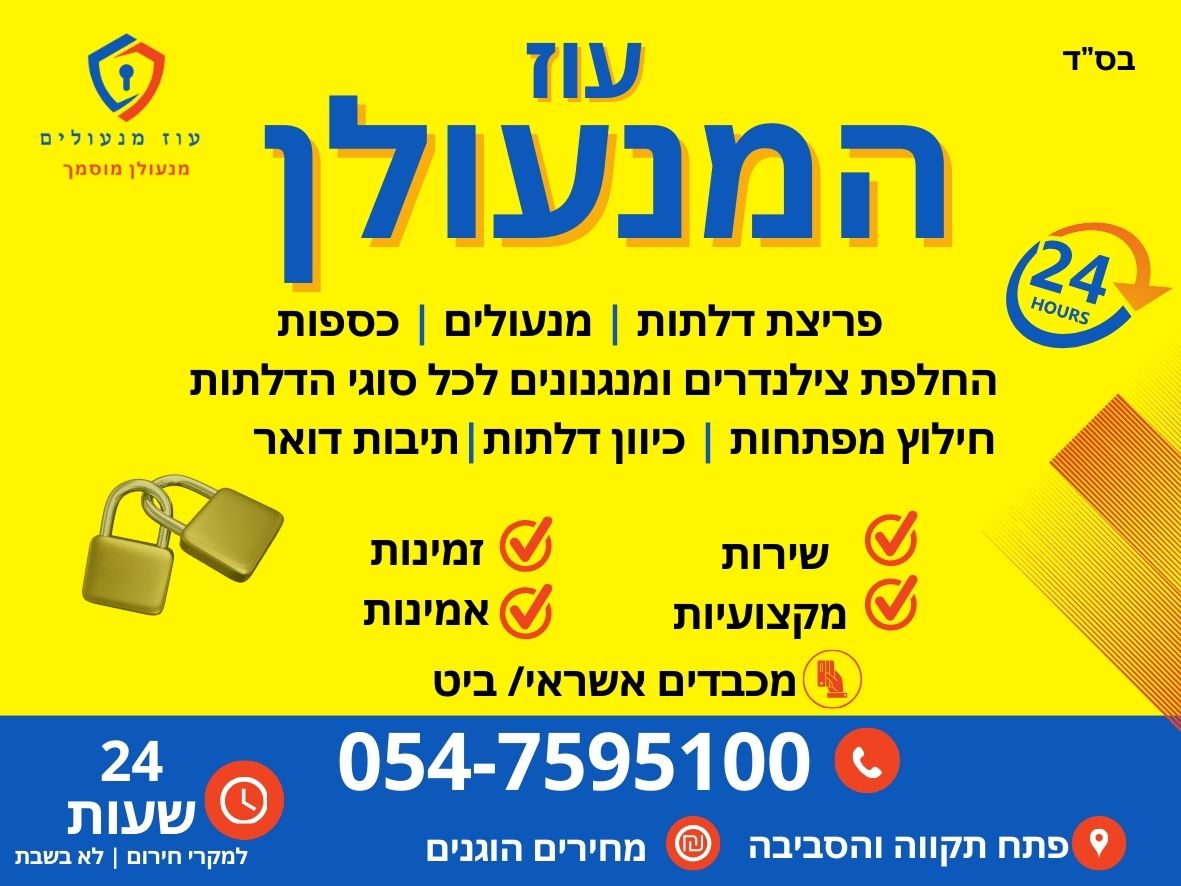 בס"ד
עוז מנעולים
מנעולן מוסמך
עוז
המנעולן
24
HOURS
פריצת דלתות | מנעולים | כספות
החלפת צילנדרים ומנגנונים לכל סוגי הדלתות
חילוץ מפתחות | כיוון דלתות|תיבות דואר
שירות
זמינות
מקצועיות
אמינות
מכבדים אשראי/ ביט
054-7595100
24
שעות
למקרי חירום | לא בשבת
פתח תקווה והסביבה
מחירים הוגנים